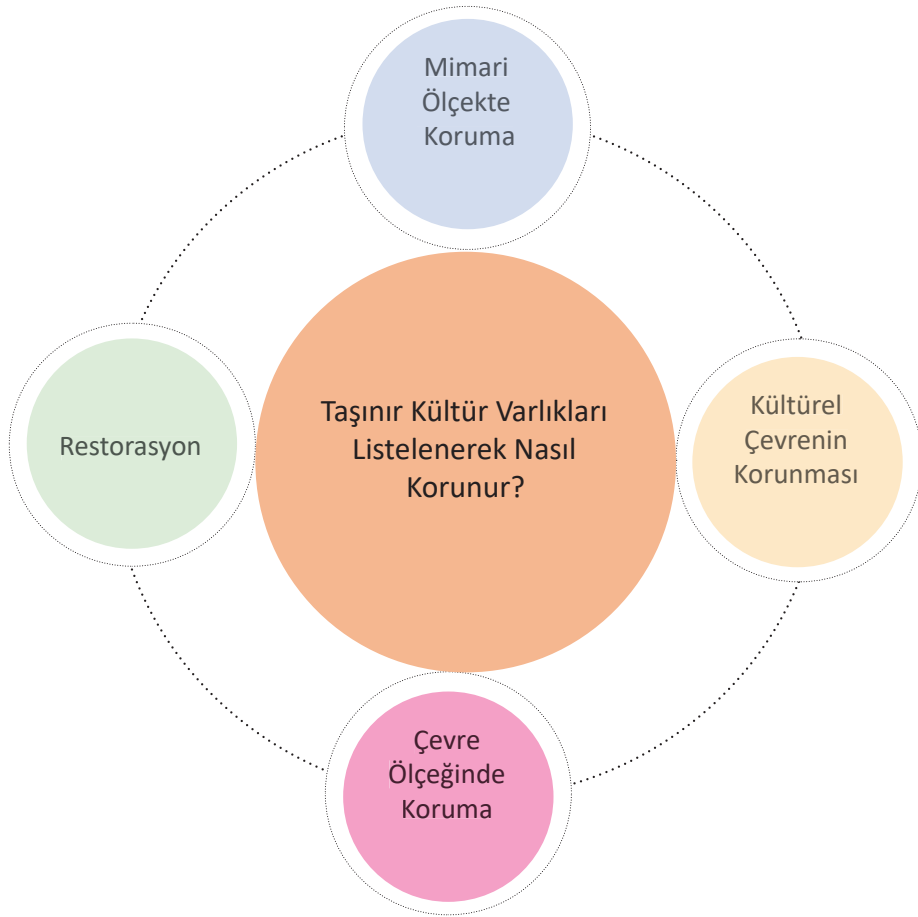 Mimari
Ölçekte
Koruma
Taşınır Kültür Varlıkları
Listelenerek Nasıl
Korunur?
Kültürel
Çevrenin
Korunması
Restorasyon
Çevre
Ölçeğinde
Koruma